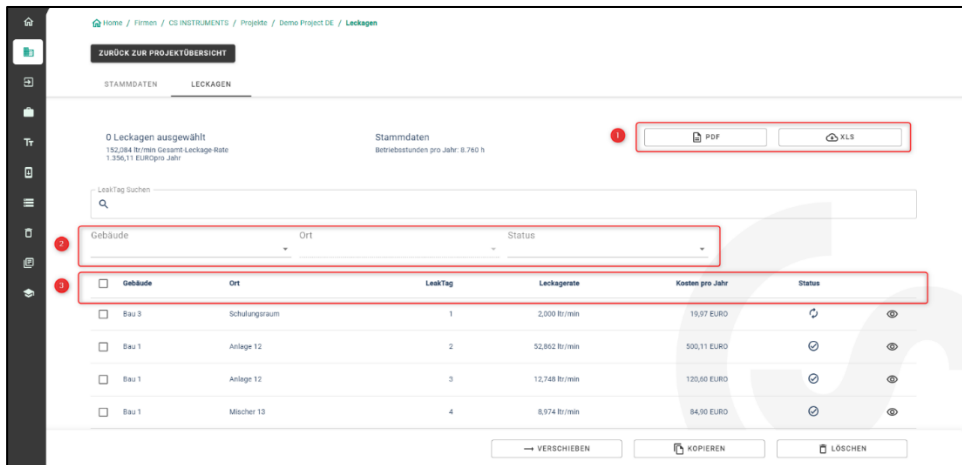 Home / Firmen / CS INSTRUMENTS / Projekte / Demo Project DE / Leckagen
ZURÜCK ZUR PROJEKTÜBERSICHT
STAMMDATEN LECKAGEN
0 Leckagen ausgewählt Stammdaten 1 PDF XLS
152,084 ltr/min Gesamt-Leckage-Rate Betriebsstunden pro Jahr: 8.760 h
1.356,11 EUROpro Jahr
LeakTag Suchen
2 Gebäude Ort Status
3 Gebäude Ort LeakTag Leckagerate Kosten pro Jahr Status
Bau 3 Schulungsraum 1 2,000 ltr/min 19,97 EURO
Bau 1 Anlage 12 2 52,862 ltr/min 500,11 EURO
Bau 1 Anlage 12 3 12,748 ltr/min 120,60 EURO
Bau 1 Mischer 13 4 8,974 ltr/min 84,90 EURO
VERSCHIEBEN KOPIEREN LÖSCHEN